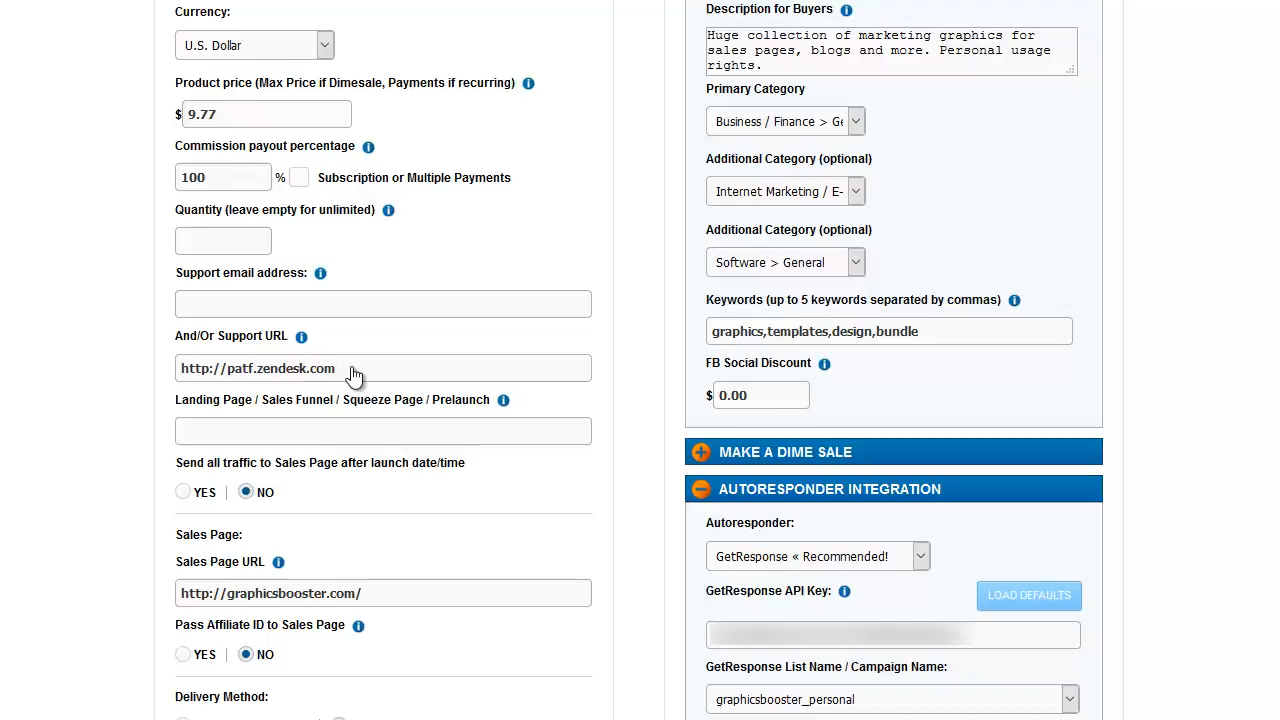 Currency:
U.S. Dollar
Product price (Max Price if Dimesale, Payments if recurring)
$ 9.77
Commission payout percentage
100 % Subscription or Multiple Payments
Quantity (leave empty for unlimited)
Support email address:
And/Or Support URL
http://patf.zendesk.com
Landing Page / Sales Funnel / Squeeze Page / Prelaunch
Send all traffic to Sales Page after launch date/time
YES | NO
Sales Page:
Sales Page URL
http://graphicsbooster.com/
Pass Affiliate ID to Sales Page
YES | NO
Delivery Method:
Description for Buyers
Huge collection of marketing graphics for
sales pages, blogs and more. Personal usage
rights.
Primary Category
Business / Finance > Ge
Additional Category (optional)
Internet Marketing / E-
Additional Category (optional)
Software > General
Keywords (up to 5 keywords separated by commas)
graphics,templates,design,bundle
FB Social Discount
$ 0.00
MAKE A DIME SALE
AUTORESPONDER INTEGRATION
Autoresponder:
GetResponse « Recommended!
GetResponse API Key:
LOAD DEFAULTS
GetResponse List Name / Campaign Name:
graphicsbooster_personal